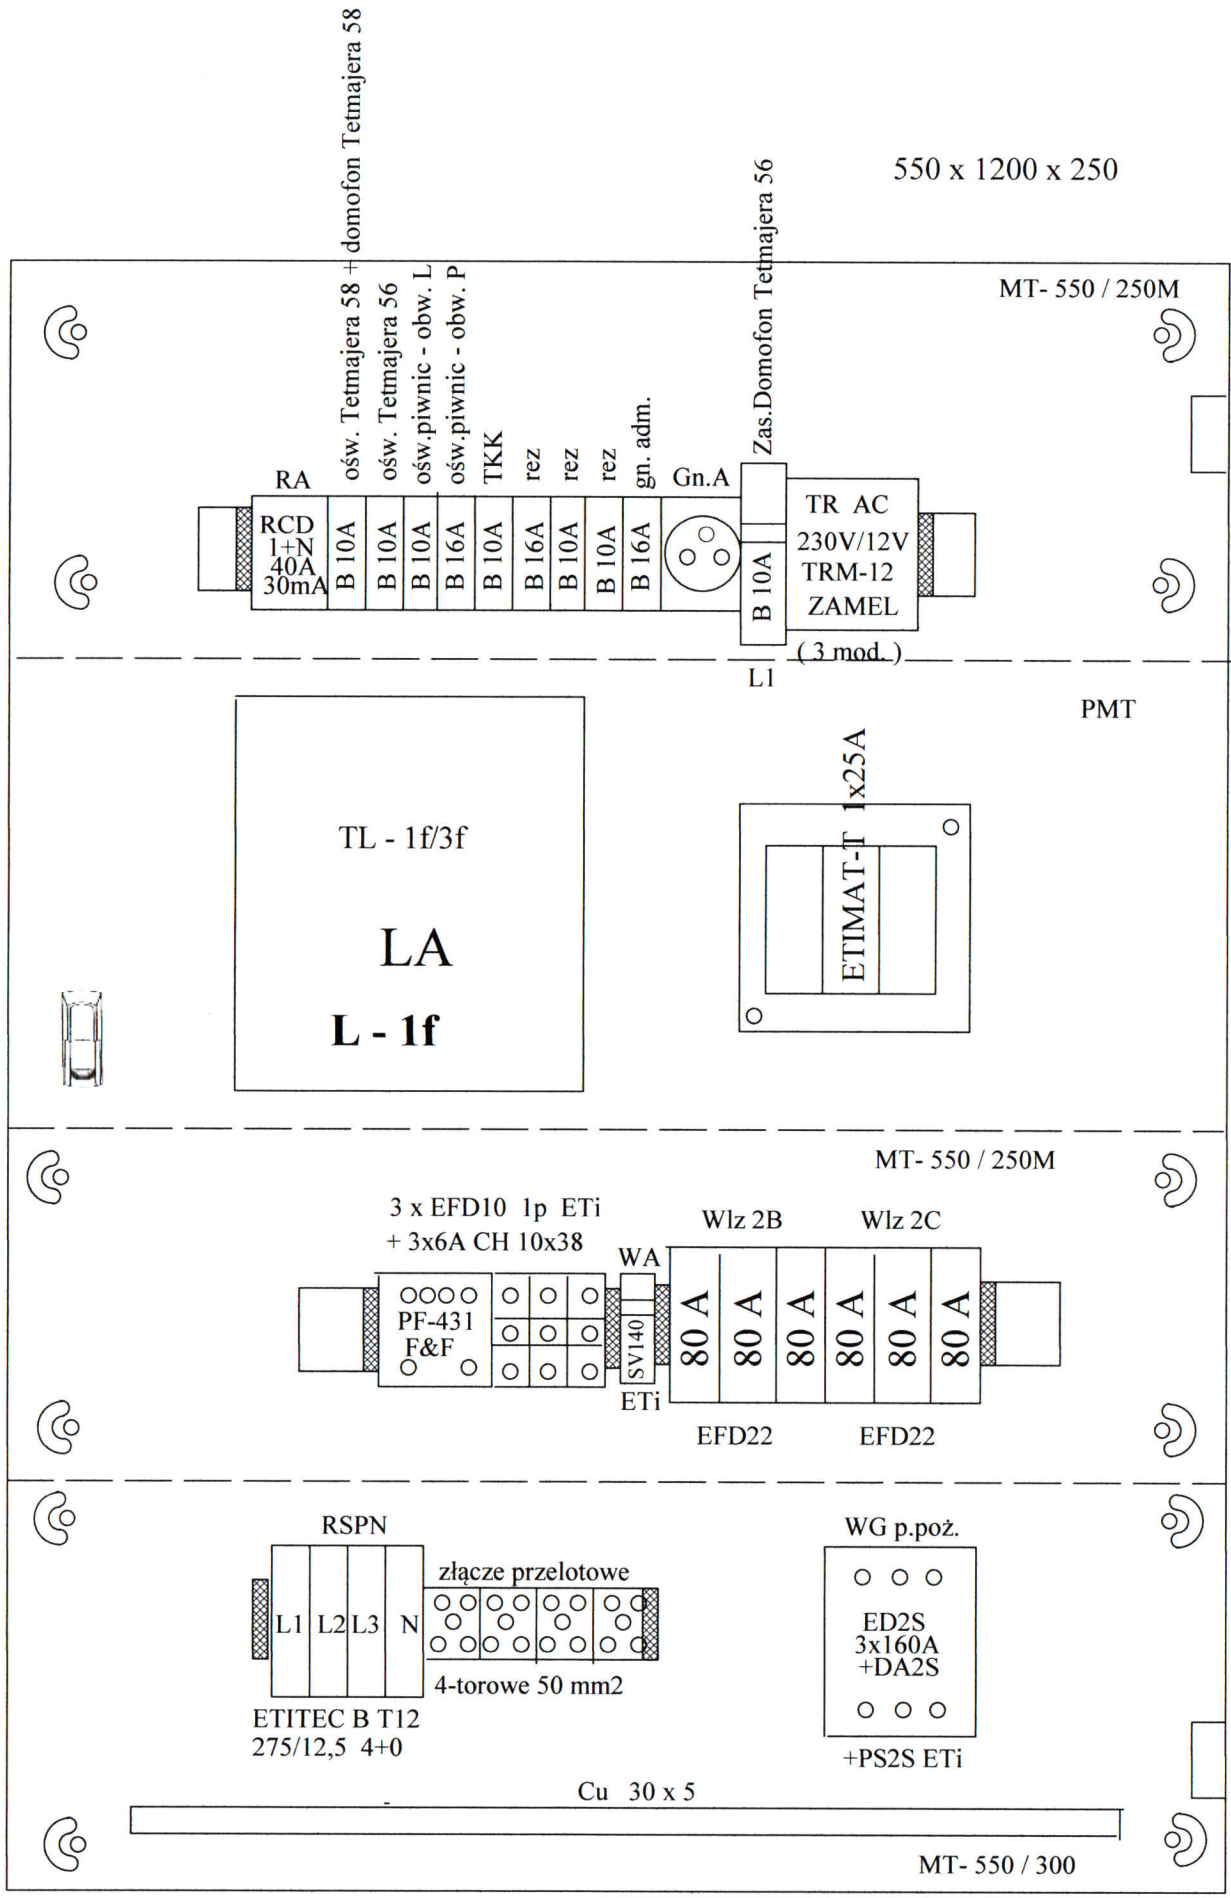 550 x 1200 x 250
MT- 550 / 250M
ośw. Tetmajera 58 + domofon Tetmajera 58
ośw. Tetmajera 56
ośw.piwnic - obw. L
ośw.piwnic - obw. P
TKK
rez
rez
rez
gn. adm.
Zas.Domofon Tetmajera 56
RA
Gn.A
RCD
1+N
40A
30mA
B 10A
B 10A
B 10A
B 16A
B 10A
B 16A
B 10A
B 10A
B 16A
B 10A
TR AC
230V/12V
TRM-12
ZAMEL
( 3 mod. )
L1
PMT
TL - 1f/3f
LA
L - 1f
ETIMAT-T 1x25A
MT- 550 / 250M
3 x EFD10 1p ETi
+ 3x6A CH 10x38
PF-431
F&F
WA
SV140
ETi
Wlz 2B
Wlz 2C
80 A
80 A
80 A
80 A
80 A
80 A
EFD22
EFD22
RSPN
L1
L2
L3
N
złącze przelotowe
4-torowe 50 mm2
ETITEC B T12
275/12,5 4+0
WG p.poż.
ED2S
3x160A
+DA2S
+PS2S ETi
Cu 30 x 5
MT- 550 / 300